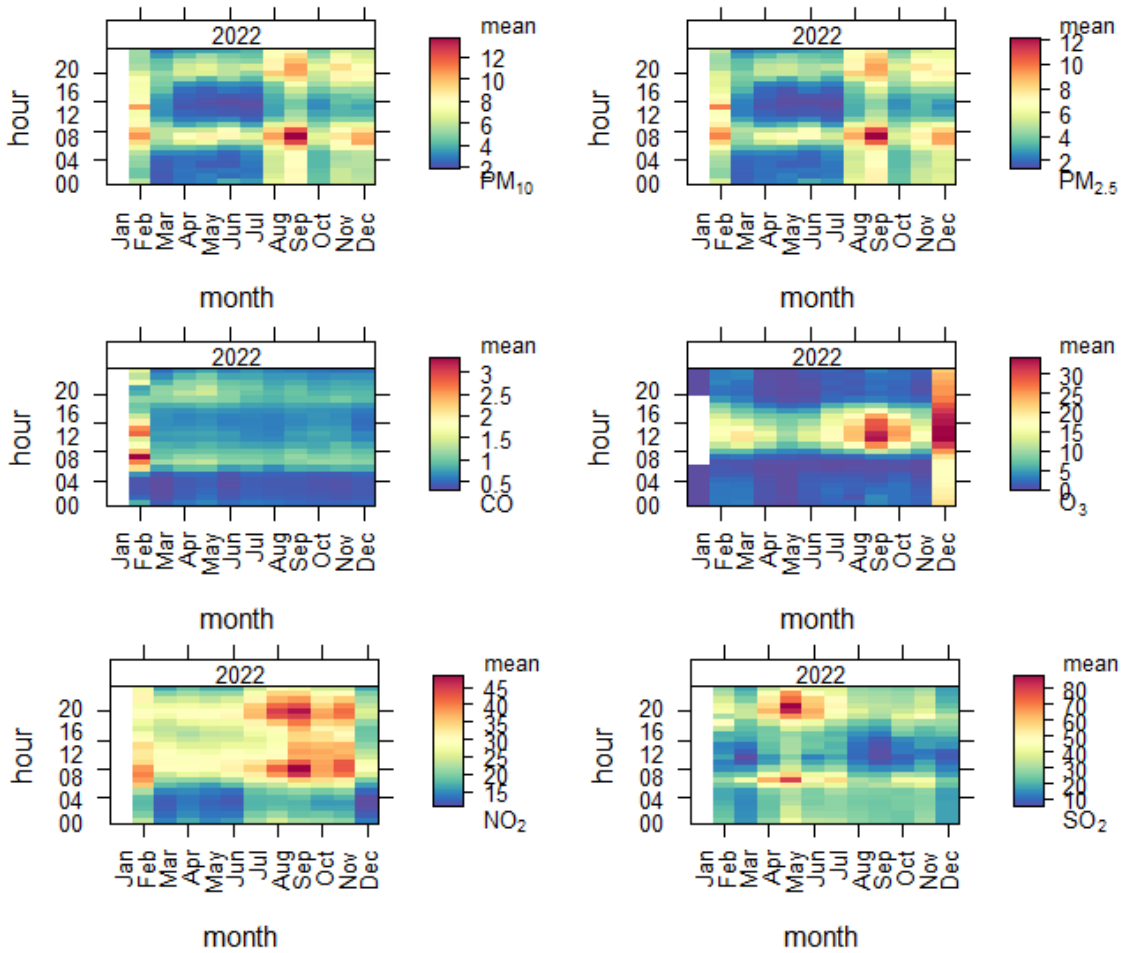 mean
2022
hour
20
16
12
08
04
00
12
10
8
6
4
2
PM10
Jan
Feb
Mar
Apr
May
Jun
Jul
Aug
Sep
Oct
Nov
Dec
month
mean
2022
hour
20
16
12
08
04
00
12
10
8
6
4
2
PM2.5
Jan
Feb
Mar
Apr
May
Jun
Jul
Aug
Sep
Oct
Nov
Dec
month
mean
2022
hour
20
16
12
08
04
00
3
2.5
2
1.5
1
0.5
CO
Jan
Feb
Mar
Apr
May
Jun
Jul
Aug
Sep
Oct
Nov
Dec
month
mean
2022
hour
20
16
12
08
04
00
30
25
20
15
10
5
0
O3
Jan
Feb
Mar
Apr
May
Jun
Jul
Aug
Sep
Oct
Nov
Dec
month
mean
2022
hour
20
16
12
08
04
00
45
40
35
30
25
20
15
NO2
Jan
Feb
Mar
Apr
May
Jun
Jul
Aug
Sep
Oct
Nov
Dec
month
mean
2022
hour
20
16
12
08
04
00
80
70
60
50
40
30
20
10
SO2
Jan
Feb
Mar
Apr
May
Jun
Jul
Aug
Sep
Oct
Nov
Dec
month